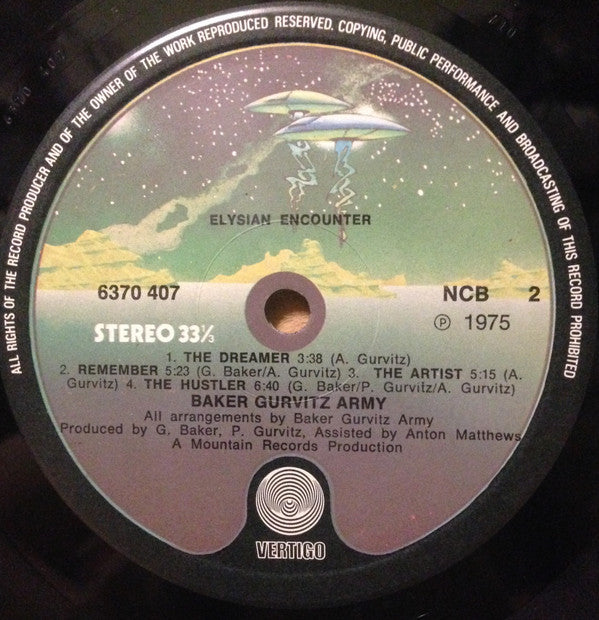 ALL RIGHTS OF THE RECORD PRODUCER AND OF THE OWNER OF THE WORK REPRODUCED RESERVED. COPYING, PUBLIC PERFORMANCE AND BROADCASTING OF THIS RECORD PROHIBITED
ELYSIAN ENCOUNTER
6370 407
NCB 2
STEREO 33⅓
Ⓟ 1975
1. THE DREAMER 3:38 (A. Gurvitz)
2. REMEMBER 5:23 (G. Baker/A. Gurvitz) 3. THE ARTIST 5:15 (A.
Gurvitz) 4. THE HUSTLER 6:40 (G. Baker/P. Gurvitz/A. Gurvitz)
BAKER GURVITZ ARMY
All arrangements by Baker Gurvitz Army
Produced by G. Baker, P. Gurvitz, Assisted by Anton Matthews
A Mountain Records Production
VERTIGO